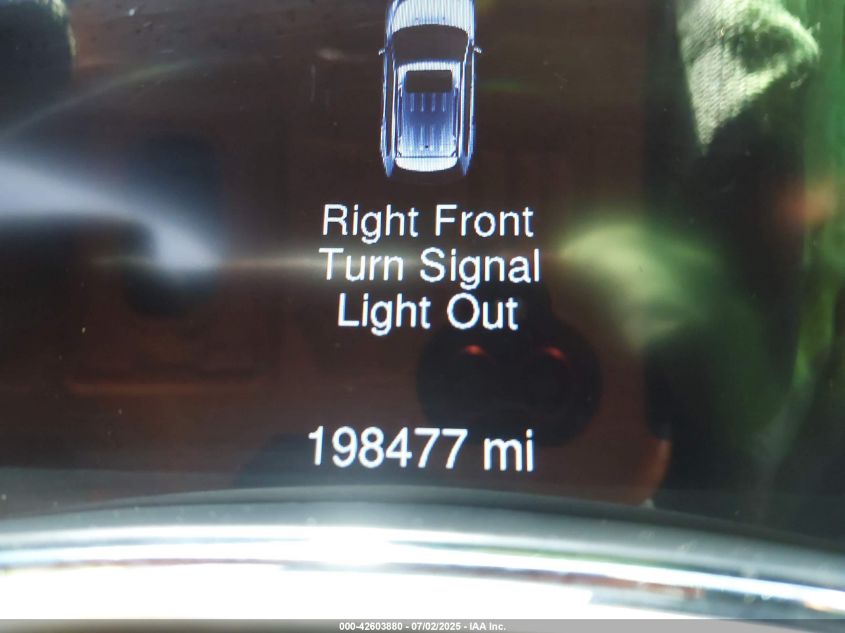 Right Front
Turn Signal
Light Out
198477 mi
000-42603880 - 07/02/2025 - IAA Inc.